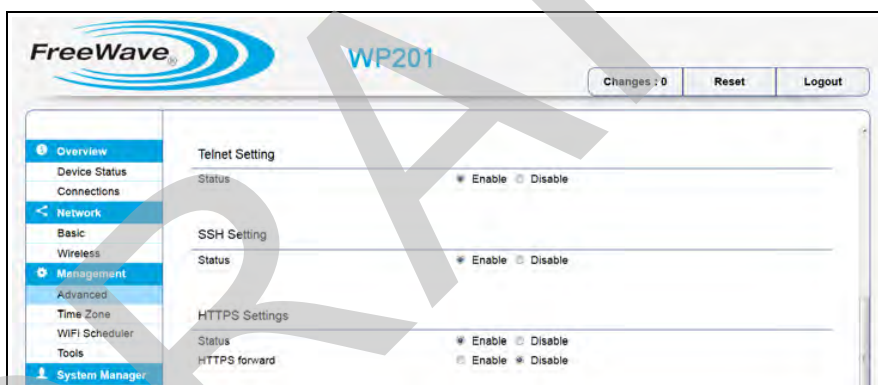 FreeWave®
WP201
Changes : 0 Reset Logout
Overview
Device Status
Connections
Network
Basic
Wireless
Menagement
Advanced
Time Zone
WiFi Scheduler
Tools
System Manager
Telnet Setting
Status Enable Disable
SSH Setting
Status Enable Disable
HTTPS Settings
Status Enable Disable
HTTPS forward Enable Disable